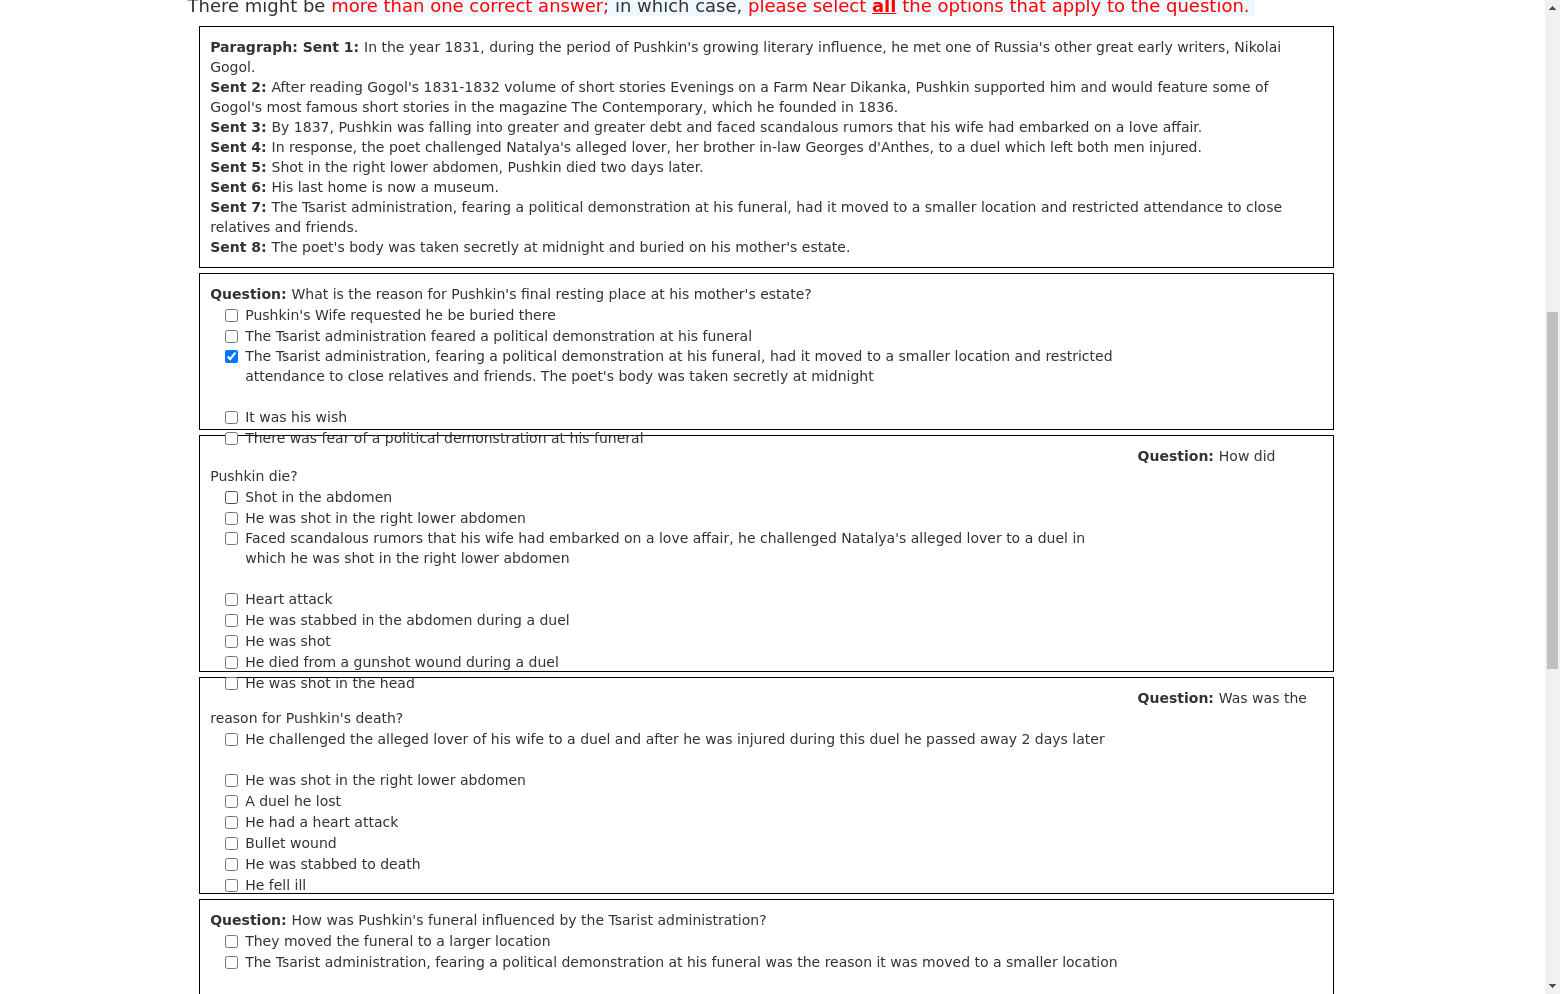 There might be more than one correct answer; in which case, please select all the options that apply to the question.
Paragraph: Sent 1: In the year 1831, during the period of Pushkin's growing literary influence, he met one of Russia's other great early writers, Nikolai
Gogol.
Sent 2: After reading Gogol's 1831-1832 volume of short stories Evenings on a Farm Near Dikanka, Pushkin supported him and would feature some of
Gogol's most famous short stories in the magazine The Contemporary, which he founded in 1836.
Sent 3: By 1837, Pushkin was falling into greater and greater debt and faced scandalous rumors that his wife had embarked on a love affair.
Sent 4: In response, the poet challenged Natalya's alleged lover, her brother in-law Georges d'Anthes, to a duel which left both men injured.
Sent 5: Shot in the right lower abdomen, Pushkin died two days later.
Sent 6: His last home is now a museum.
Sent 7: The Tsarist administration, fearing a political demonstration at his funeral, had it moved to a smaller location and restricted attendance to close
relatives and friends.
Sent 8: The poet's body was taken secretly at midnight and buried on his mother's estate.
Question: What is the reason for Pushkin's final resting place at his mother's estate?
Pushkin's Wife requested he be buried there
The Tsarist administration feared a political demonstration at his funeral
The Tsarist administration, fearing a political demonstration at his funeral, had it moved to a smaller location and restricted
attendance to close relatives and friends. The poet's body was taken secretly at midnight
It was his wish
There was fear of a political demonstration at his funeral
Question: How did
Pushkin die?
Shot in the abdomen
He was shot in the right lower abdomen
Faced scandalous rumors that his wife had embarked on a love affair, he challenged Natalya's alleged lover to a duel in
which he was shot in the right lower abdomen
Heart attack
He was stabbed in the abdomen during a duel
He was shot
He died from a gunshot wound during a duel
He was shot in the head
Question: Was was the
reason for Pushkin's death?
He challenged the alleged lover of his wife to a duel and after he was injured during this duel he passed away 2 days later
He was shot in the right lower abdomen
A duel he lost
He had a heart attack
Bullet wound
He was stabbed to death
He fell ill
Question: How was Pushkin's funeral influenced by the Tsarist administration?
They moved the funeral to a larger location
The Tsarist administration, fearing a political demonstration at his funeral was the reason it was moved to a smaller location